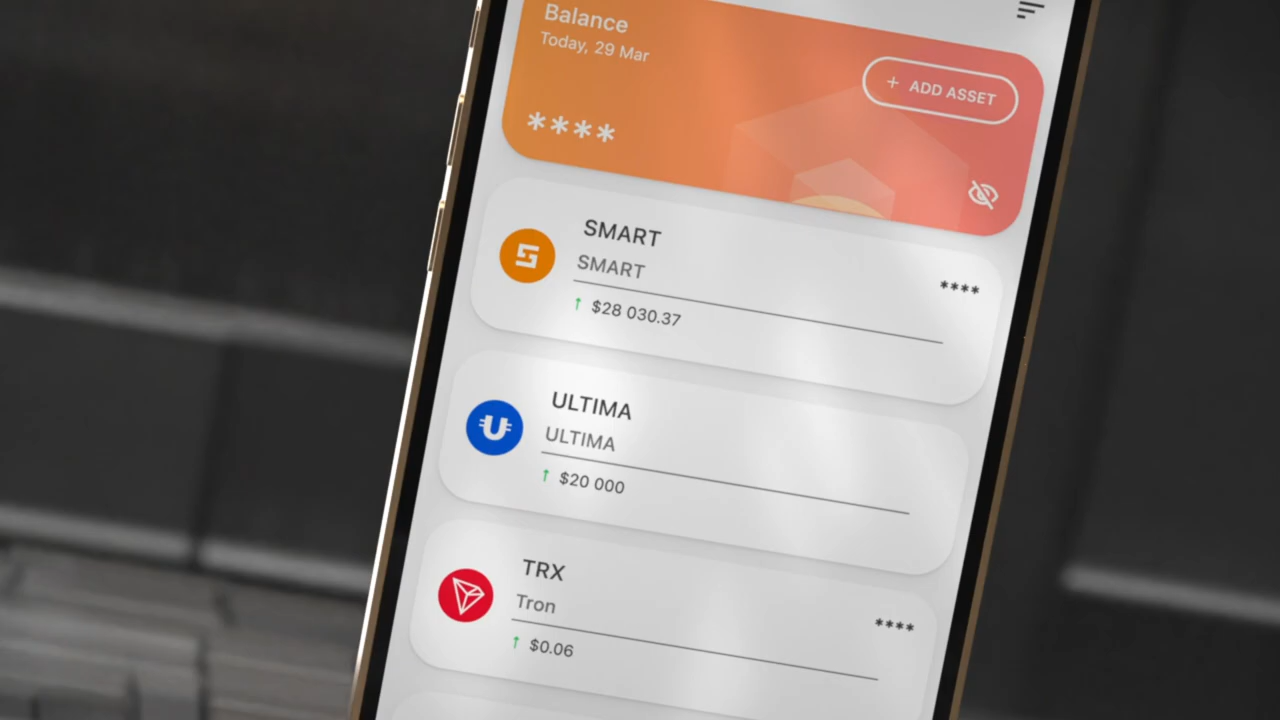 Balance
Today, 29 Mar
+ ADD ASSET
****
SMART
SMART
****
↑ $28 030.37
ULTIMA
ULTIMA
↑ $20 000
TRX
Tron
****
↑ $0.06